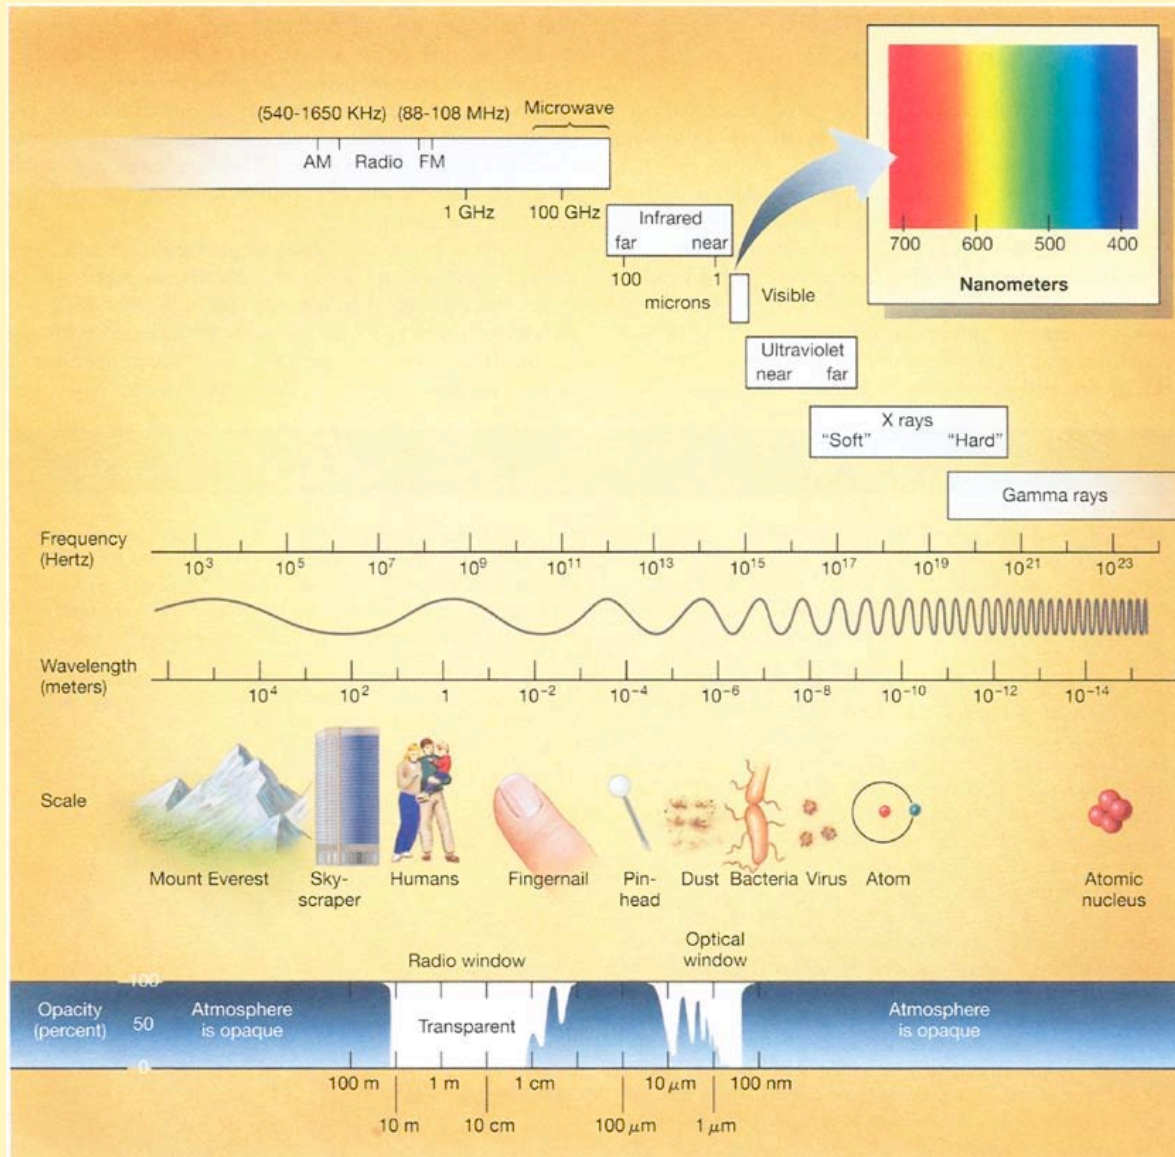 (540-1650 KHz) (88-108 MHz) Microwave
AM Radio FM
1 GHz 100 GHz
Infrared
far near
100 1
microns
Visible
700 600 500 400
Nanometers
Ultraviolet
near far
X rays
“Soft” “Hard”
Gamma rays
Frequency
(Hertz)
10³ 10⁵ 10⁷ 10⁹ 10¹¹ 10¹³ 10¹⁵ 10¹⁷ 10¹⁹ 10²¹ 10²³
Wavelength
(meters)
10⁴ 10² 1 10⁻² 10⁻⁴ 10⁻⁶ 10⁻⁸ 10⁻¹⁰ 10⁻¹² 10⁻¹⁴
Scale
Mount Everest
Sky-
scraper
Humans
Fingernail
Pin-
head
Dust
Bacteria
Virus
Atom
Atomic
nucleus
Radio window
Optical
window
Opacity
(percent)
100
50
0
Atmosphere
is opaque
Transparent
Atmosphere
is opaque
100 m 1 m 1 cm 10 μm 100 nm
10 m 10 cm 100 μm 1 μm